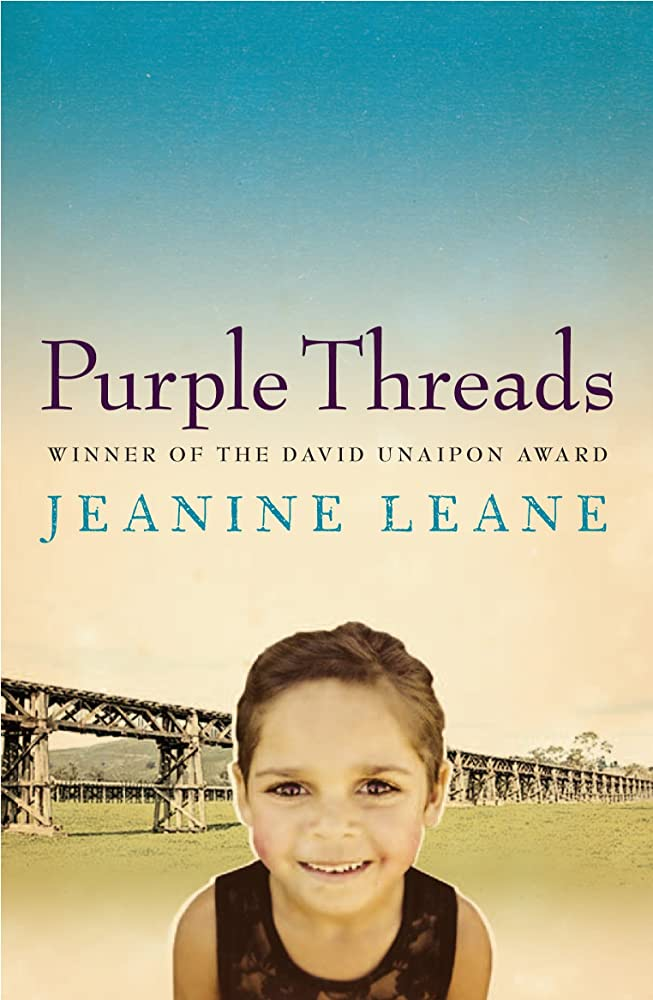 Purple Threads
WINNER OF THE DAVID UNAIPON AWARD
JEANINE LEANE